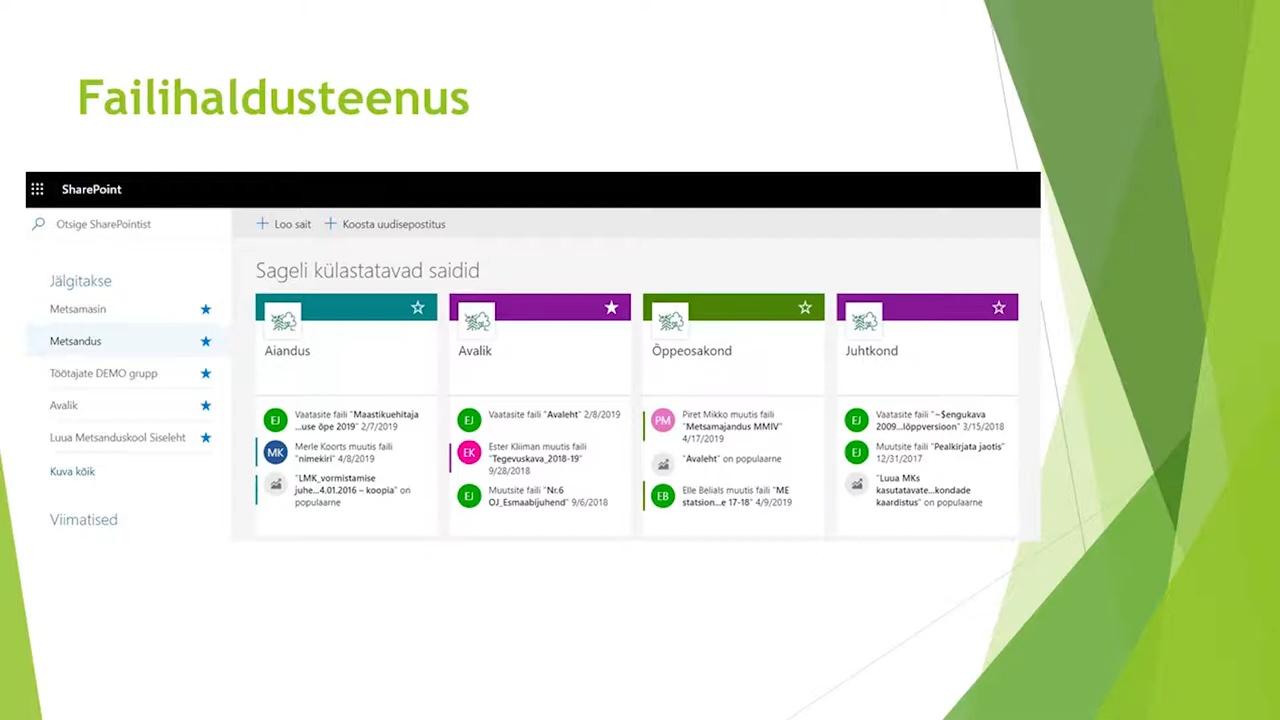 Failihaldusteenus
SharePoint
Otsige SharePointist
Loo sait
Koosta uudisepostitus
Jälgitakse
Metsamasin
Metsandus
Töötajate DEMO grupp
Avalik
Luua Metsanduskool Siseleht
Kuva kõik
Viimatised
Sageli külastatavad saidid
Aiandus
EJ
Vaatasite faili "Maastikuehitaja
...use õpe 2019" 2/7/2019
MK
Merle Koorts muutis faili
"nimekiri" 4/8/2019
"LMK_vormistamise
juhe...4.01.2016 – koopia" on
populaarne
Avalik
EJ
Vaatasite faili "Avaleht" 2/8/2019
EK
Ester Kliiman muutis faili
"Tegevuskava_2018-19"
9/28/2018
EJ
Muutsite faili "Nr.6
OJ_Esmaabijuhend" 9/6/2018
Õppeosakond
PM
Piret Mikko muutis faili
"Metsamajandus MMIV"
4/17/2019
"Avaleht" on populaarne
EB
Elle Belials muutis faili "ME
statsion...e 17-18" 4/9/2019
Juhtkond
EJ
Vaatasite faili "~$engukava
2009...lõppversioon" 3/15/2018
EJ
Muutsite faili "Pealkirjata jaotis"
12/31/2017
"Luua MKs
kasutatavate...kondade
kaardistus" on populaarne